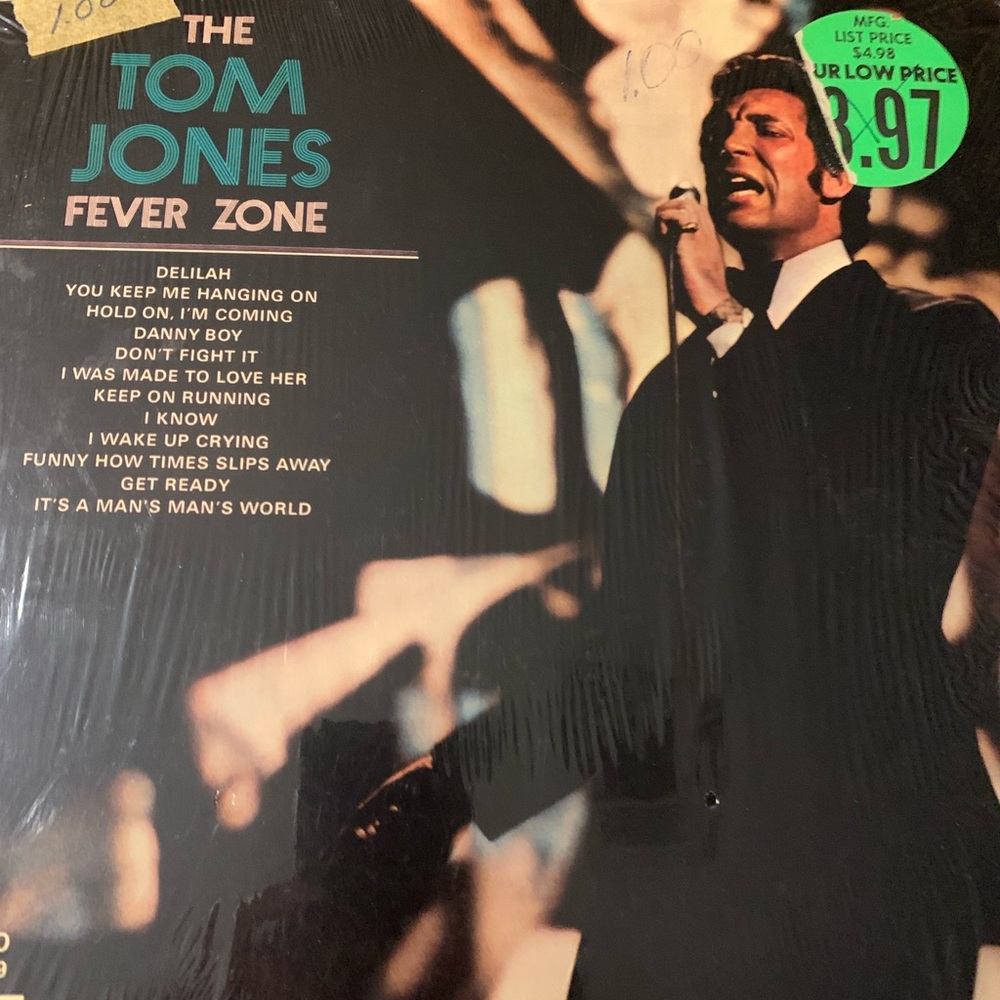 1.00
THE
TOM
JONES
FEVER ZONE
DELILAH
YOU KEEP ME HANGING ON
HOLD ON, I'M COMING
DANNY BOY
DON'T FIGHT IT
I WAS MADE TO LOVE HER
KEEP ON RUNNING
I KNOW
I WAKE UP CRYING
FUNNY HOW TIMES SLIPS AWAY
GET READY
IT'S A MAN'S MAN'S WORLD
1.00
MFG.
LIST PRICE
$4.98
UR LOW PRICE
3.97